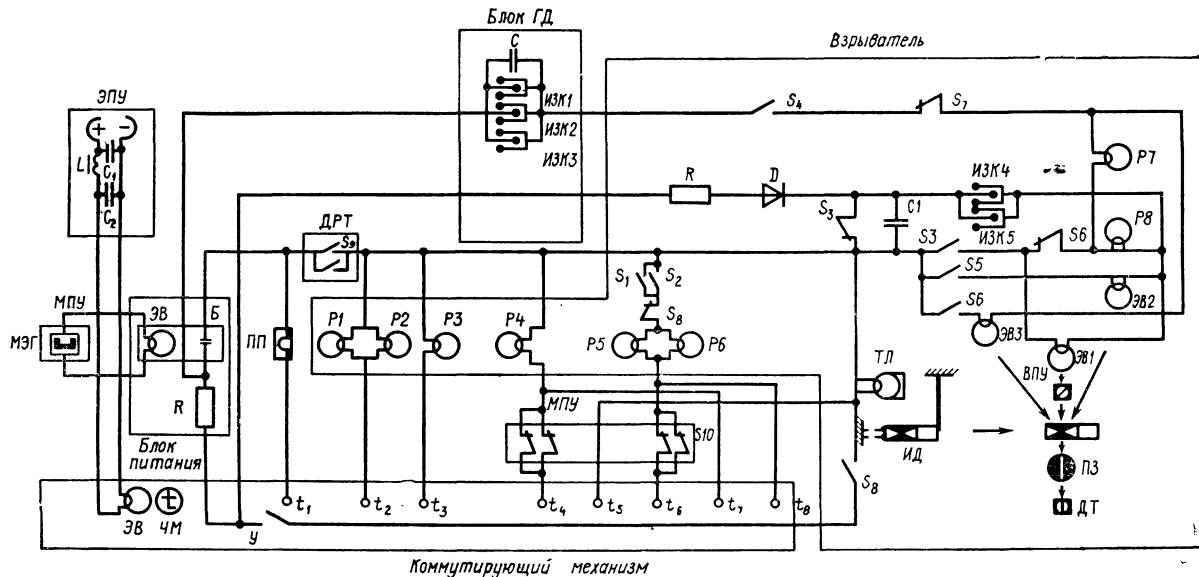 Блок ГД
Взрыватель
C
ЭПУ
+ −
ИЗК1
S4
S7
ИЗК2
L
C1
ИЗК3
P7
C2
R
D
ИЗК4
S3
C1
P8
ДРТ
S9
ИЗК5
S3
S6
S1
S2
S5
МПУ
ЭВ
Б
S8
S6
ЭВ2
МЭГ
P1
P2
P3
P4
P5
P6
ЭВ3
ПП
ТЛ
ВПУ
ЭВ1
R
МПУ
S10
Блок
питания
ИД
ПЗ
S8
ЭВ
ЧМ
t
t1
t2
t3
t4
t5
t6
t7
t8
ДТ
У
Коммутирующий механизм